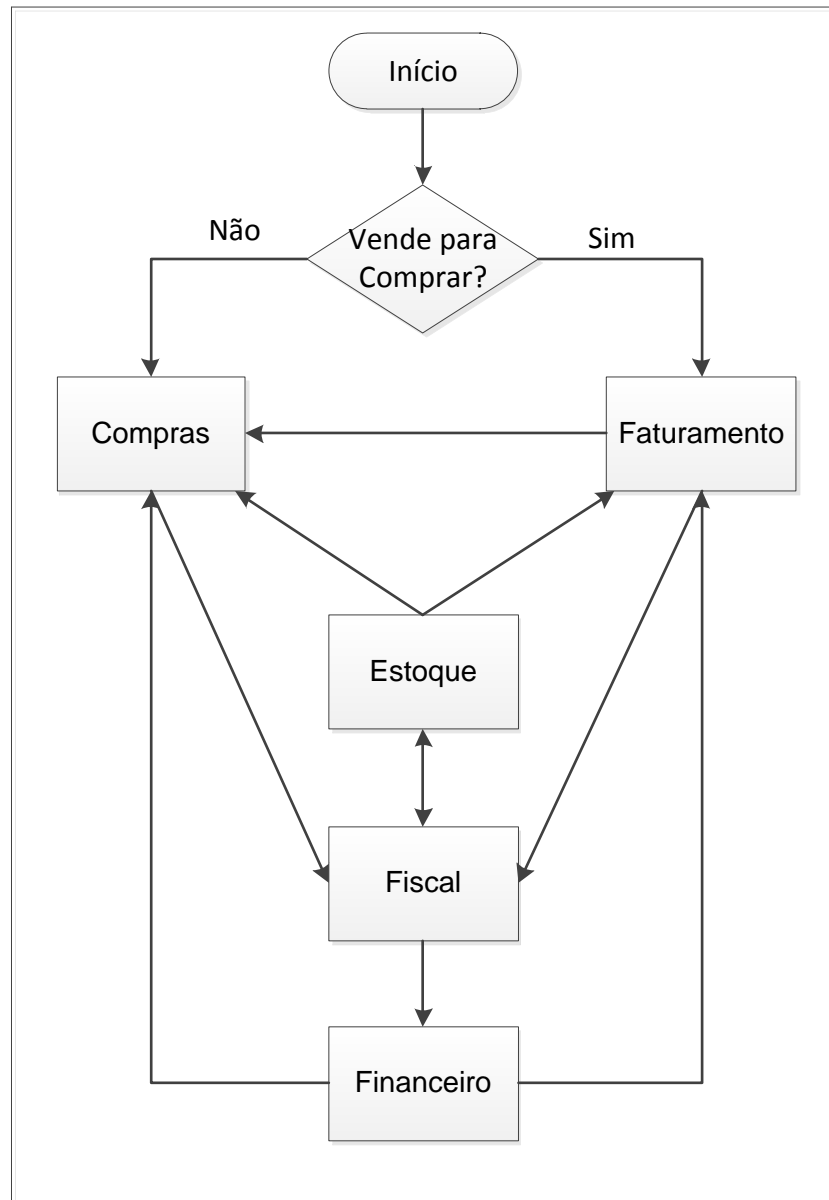 Início
Vende para
Comprar?
Não
Sim
Compras
Faturamento
Estoque
Fiscal
Financeiro